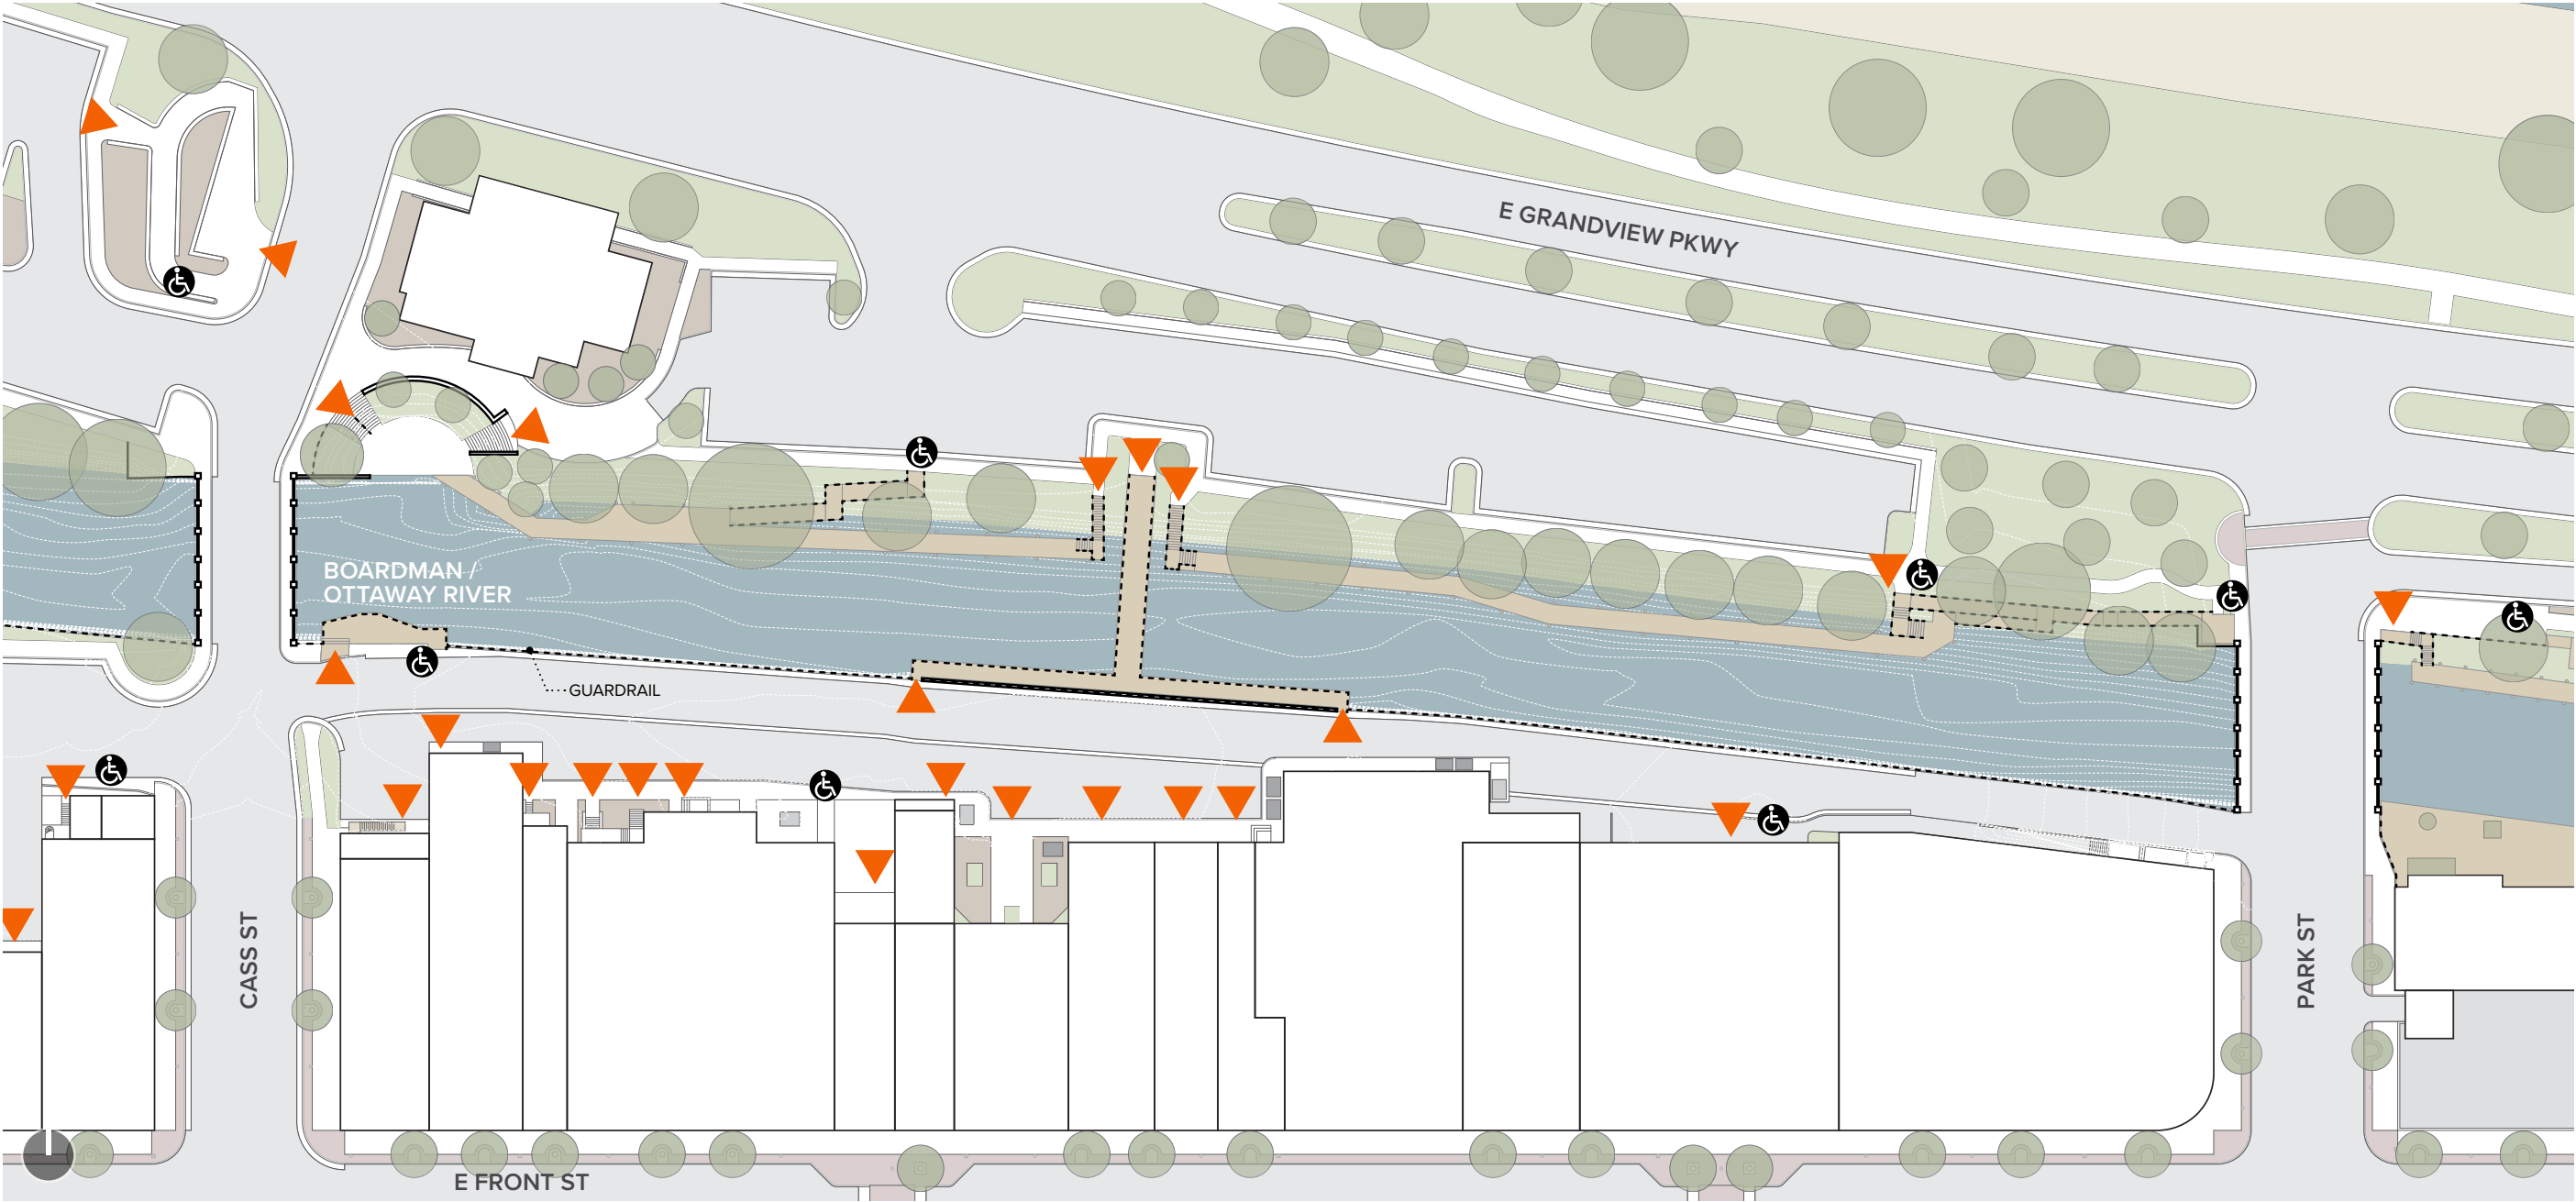 E GRANDVIEW PKWY
BOARDMAN /
OTTAWAY RIVER
GUARDRAIL
CASS ST
PARK ST
E FRONT ST